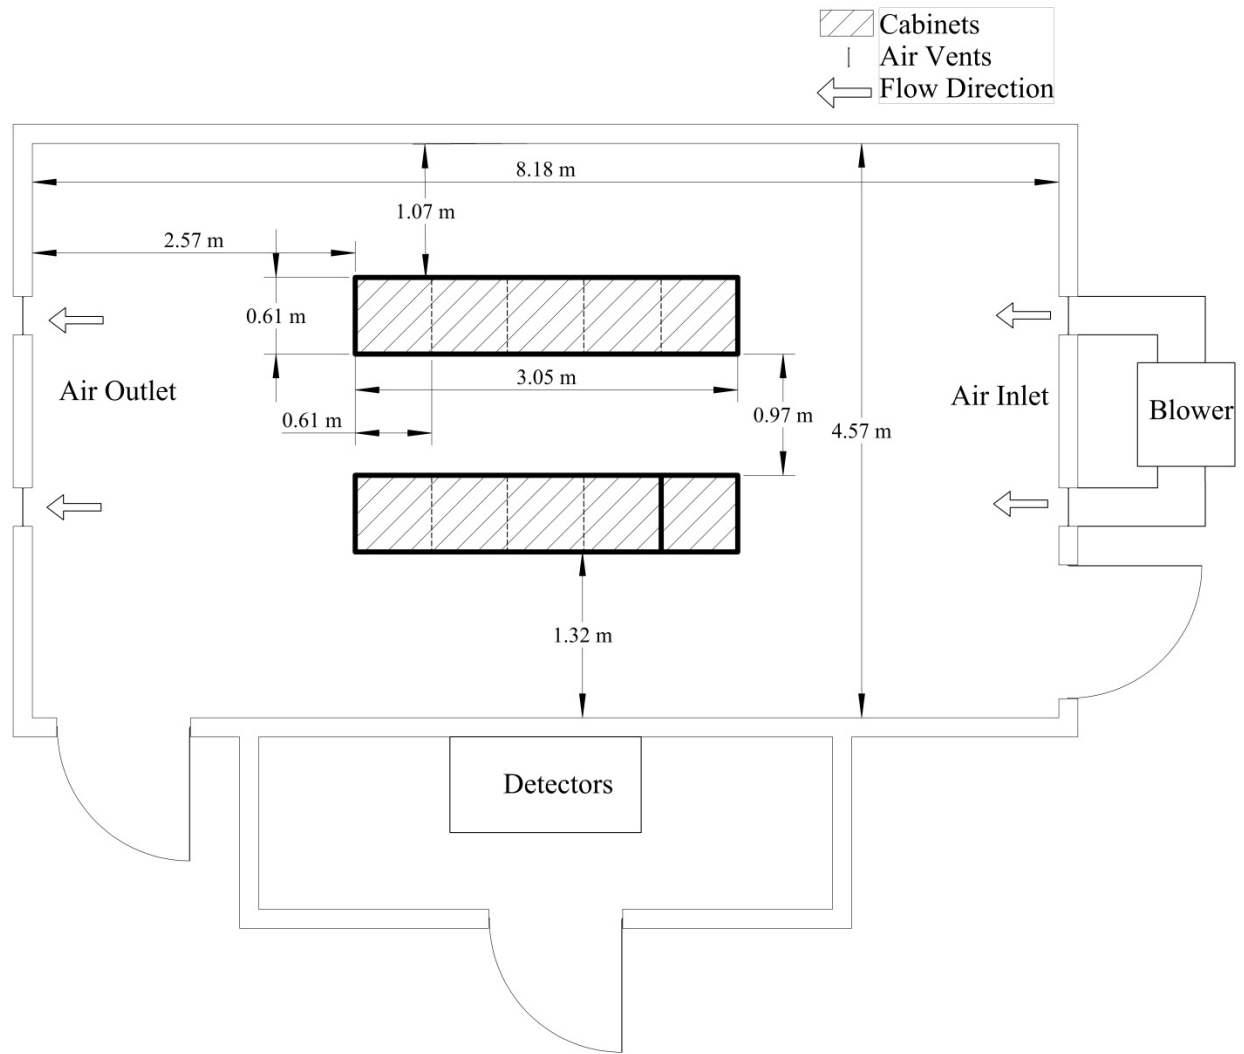 Cabinets
Air Vents
Flow Direction
8.18 m
1.07 m
2.57 m
0.61 m
Air Outlet
3.05 m
Air Inlet
Blower
0.61 m
0.97 m
4.57 m
1.32 m
Detectors